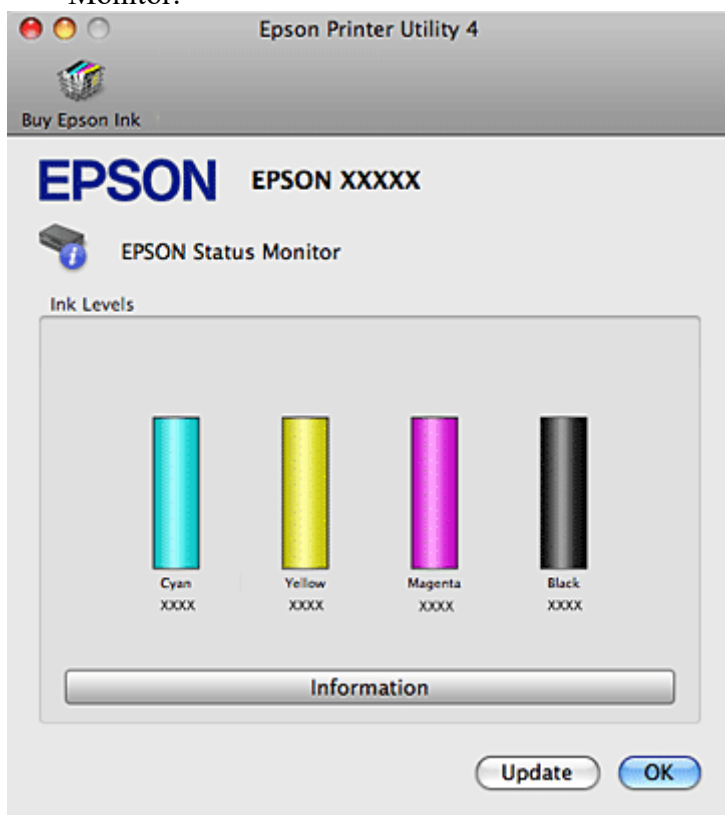 Monitor.
Epson Printer Utility 4
Buy Epson Ink
EPSON EPSON XXXXX
EPSON Status Monitor
Ink Levels
Cyan Yellow Magenta Black
XXXX XXXX XXXX XXXX
Information
Update OK